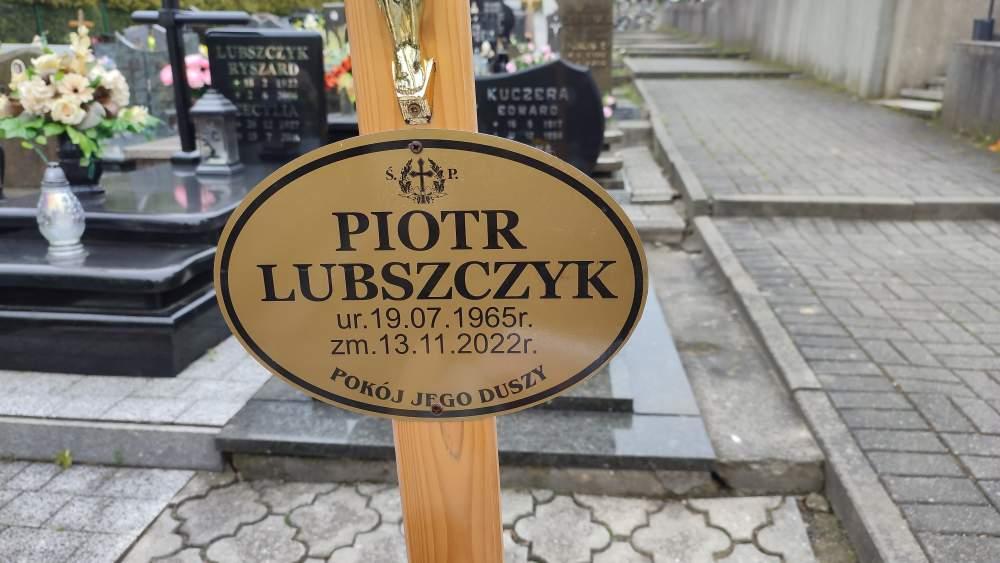 Ś. P.
PIOTR
LUBSZCZYK
ur.19.07.1965r.
zm.13.11.2022r.
POKÓJ JEGO DUSZY
LUBSZCZYK
RYSZARD
KUCZERA
EDWARD